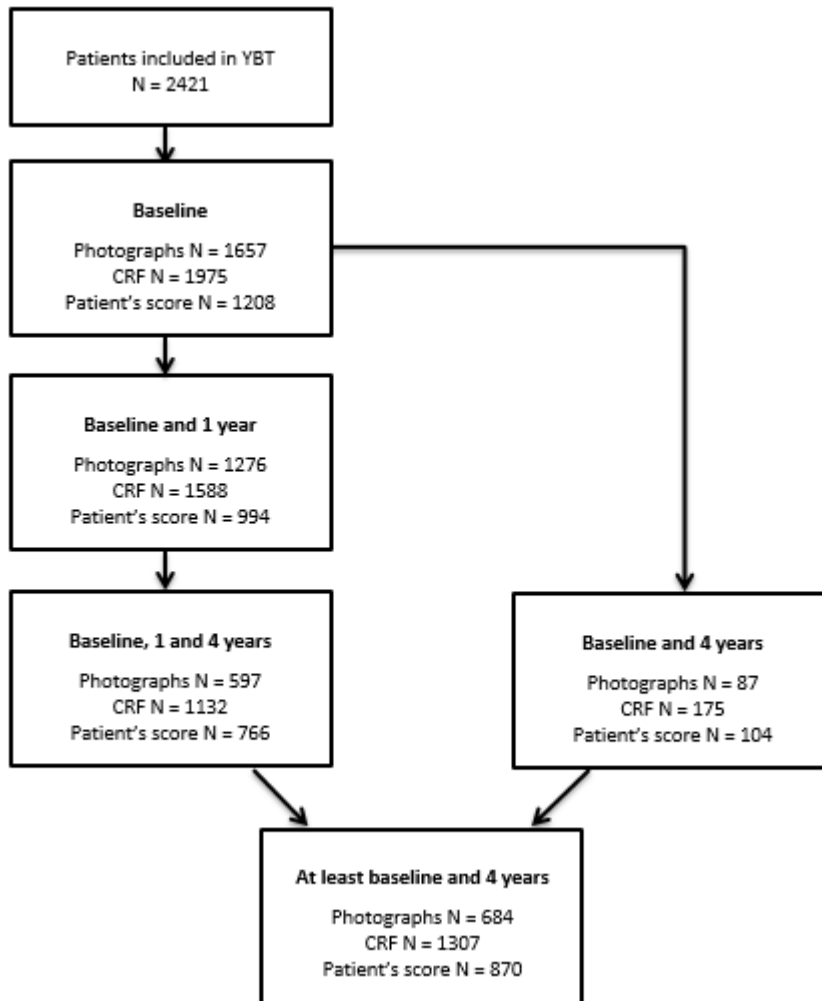 Patients included in YBT
N = 2421
Baseline
Photographs N = 1657
CRF N = 1975
Patient's score N = 1208
Baseline and 1 year
Photographs N = 1276
CRF N = 1588
Patient's score N = 994
Baseline, 1 and 4 years
Photographs N = 597
CRF N = 1132
Patient's score N = 766
Baseline and 4 years
Photographs N = 87
CRF N = 175
Patient's score N = 104
At least baseline and 4 years
Photographs N = 684
CRF N = 1307
Patient's score N = 870